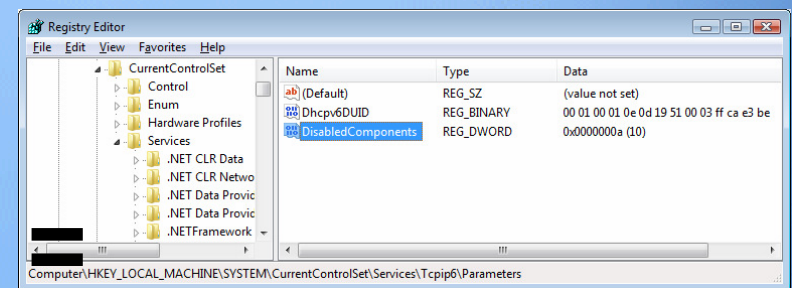 Registry Editor
File Edit View Favorites Help
CurrentControlSet
Control
Enum
Hardware Profiles
Services
.NET CLR Data
.NET CLR Netwo
.NET Data Provic
.NET Data Provic
.NETFramework
Name Type Data
(Default) REG_SZ (value not set)
Dhcpv6DUID REG_BINARY 00 01 00 01 0e 0d 19 51 00 03 ff ca e3 be
DisabledComponents REG_DWORD 0x0000000a (10)
Computer\HKEY_LOCAL_MACHINE\SYSTEM\CurrentControlSet\Services\Tcpip6\Parameters